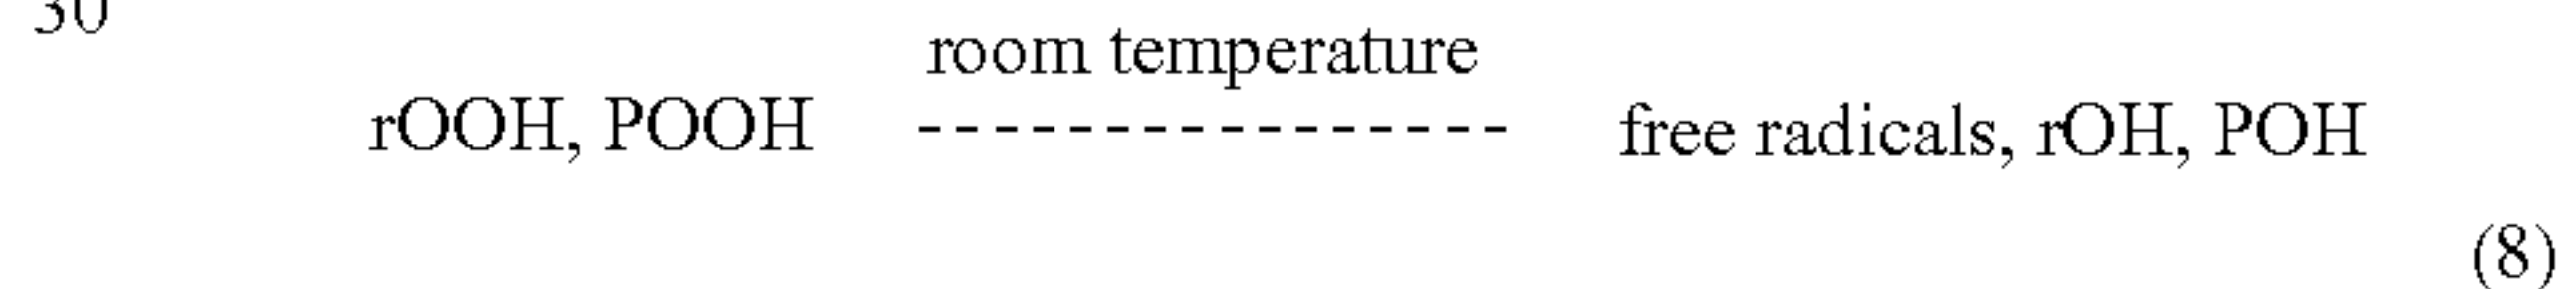 30
room temperature
rOOH, POOH - - - - - - - - - - - - - - - - free radicals, rOH, POH
(8)